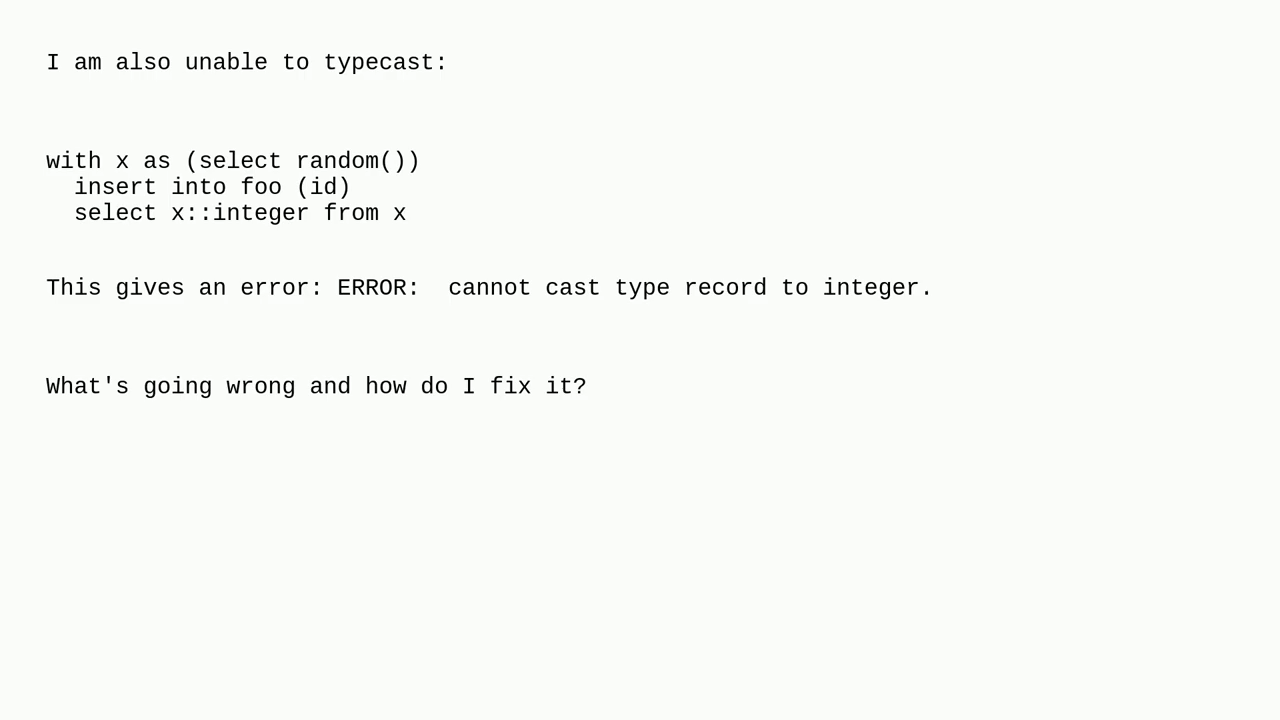 I am also unable to typecast:
with x as (select random())
  insert into foo (id)
  select x::integer from x
This gives an error: ERROR:  cannot cast type record to integer.
What's going wrong and how do I fix it?